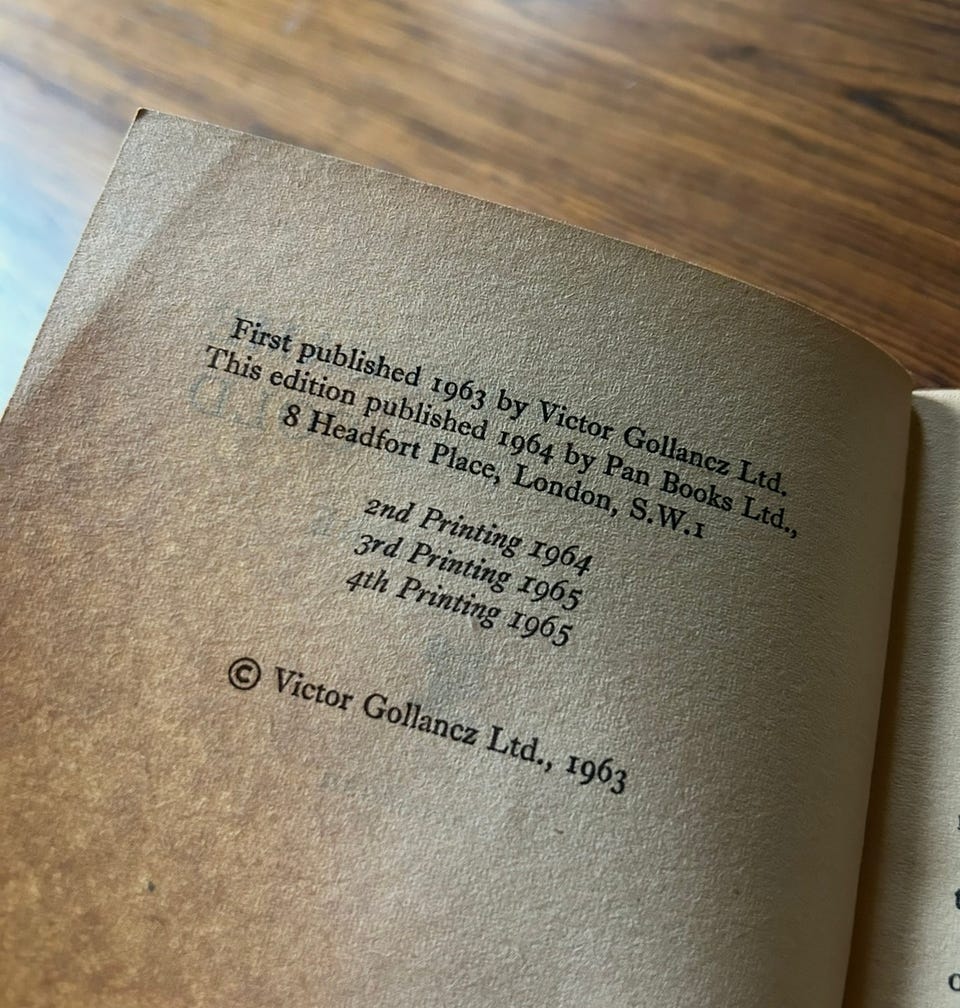 First published 1963 by Victor Gollancz Ltd.
This edition published 1964 by Pan Books Ltd.,
8 Headfort Place, London, S.W.1
2nd Printing 1964
3rd Printing 1965
4th Printing 1965
© Victor Gollancz Ltd., 1963